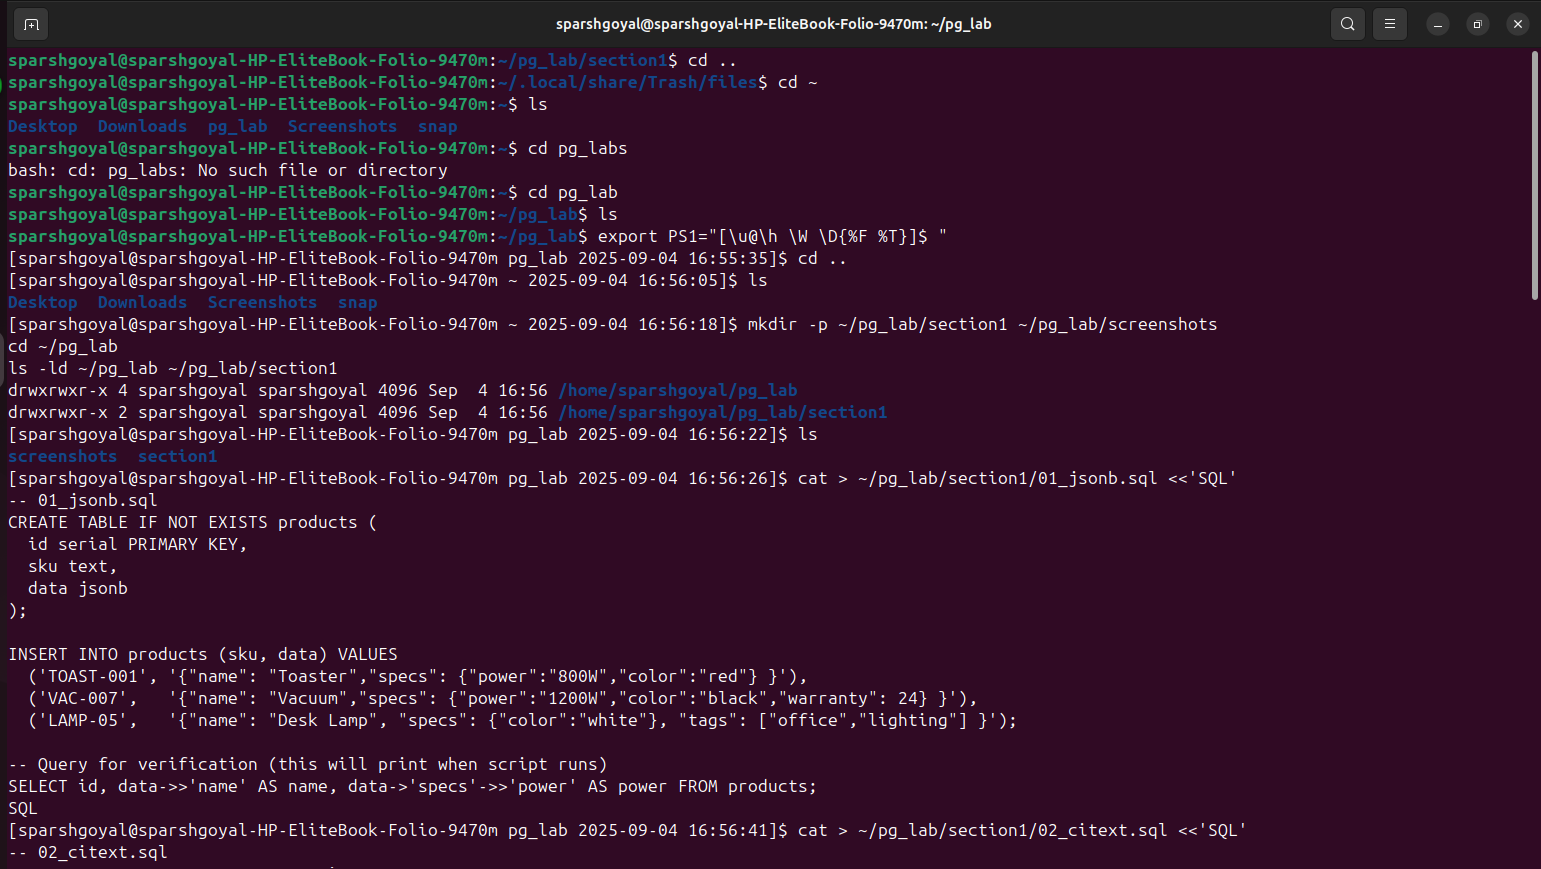 sparshgoyal@sparshgoyal-HP-EliteBook-Folio-9470m: ~/pg_lab
sparshgoyal@sparshgoyal-HP-EliteBook-Folio-9470m:~/pg_lab/section1$ cd ..
sparshgoyal@sparshgoyal-HP-EliteBook-Folio-9470m:~/.local/share/Trash/files$ cd ~
sparshgoyal@sparshgoyal-HP-EliteBook-Folio-9470m:~$ ls
Desktop  Downloads  pg_lab  Screenshots  snap
sparshgoyal@sparshgoyal-HP-EliteBook-Folio-9470m:~$ cd pg_labs
bash: cd: pg_labs: No such file or directory
sparshgoyal@sparshgoyal-HP-EliteBook-Folio-9470m:~$ cd pg_lab
sparshgoyal@sparshgoyal-HP-EliteBook-Folio-9470m:~/pg_lab$ ls
sparshgoyal@sparshgoyal-HP-EliteBook-Folio-9470m:~/pg_lab$ export PS1="[\u@\h \W \D{%F %T}]$ "
[sparshgoyal@sparshgoyal-HP-EliteBook-Folio-9470m pg_lab 2025-09-04 16:55:35]$ cd ..
[sparshgoyal@sparshgoyal-HP-EliteBook-Folio-9470m ~ 2025-09-04 16:56:05]$ ls
Desktop  Downloads  Screenshots  snap
[sparshgoyal@sparshgoyal-HP-EliteBook-Folio-9470m ~ 2025-09-04 16:56:18]$ mkdir -p ~/pg_lab/section1 ~/pg_lab/screenshots
cd ~/pg_lab
ls -ld ~/pg_lab ~/pg_lab/section1
drwxrwxr-x 4 sparshgoyal sparshgoyal 4096 Sep  4 16:56 /home/sparshgoyal/pg_lab
drwxrwxr-x 2 sparshgoyal sparshgoyal 4096 Sep  4 16:56 /home/sparshgoyal/pg_lab/section1
[sparshgoyal@sparshgoyal-HP-EliteBook-Folio-9470m pg_lab 2025-09-04 16:56:22]$ ls
screenshots  section1
[sparshgoyal@sparshgoyal-HP-EliteBook-Folio-9470m pg_lab 2025-09-04 16:56:26]$ cat > ~/pg_lab/section1/01_jsonb.sql <<'SQL'
-- 01_jsonb.sql
CREATE TABLE IF NOT EXISTS products (
  id serial PRIMARY KEY,
  sku text,
  data jsonb
);

INSERT INTO products (sku, data) VALUES
  ('TOAST-001', '{"name": "Toaster","specs": {"power":"800W","color":"red"} }'),
  ('VAC-007',   '{"name": "Vacuum","specs": {"power":"1200W","color":"black","warranty": 24} }'),
  ('LAMP-05',   '{"name": "Desk Lamp", "specs": {"color":"white"}, "tags": ["office","lighting"] }');

-- Query for verification (this will print when script runs)
SELECT id, data->>'name' AS name, data->'specs'->>'power' AS power FROM products;
SQL
[sparshgoyal@sparshgoyal-HP-EliteBook-Folio-9470m pg_lab 2025-09-04 16:56:41]$ cat > ~/pg_lab/section1/02_citext.sql <<'SQL'
-- 02_citext.sql